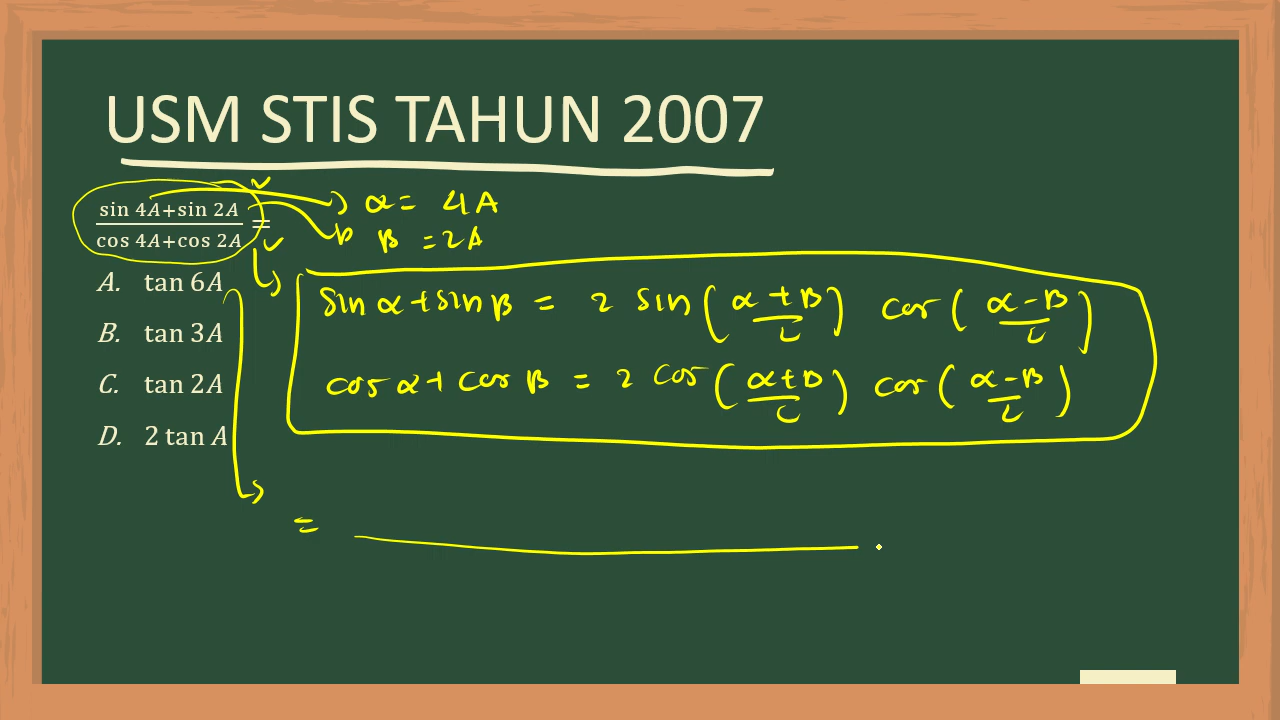 USM STIS TAHUN 2007
sin 4A+sin 2A
cos 4A+cos 2A
=
α = 4A
β = 2A
A. tan 6A
B. tan 3A
C. tan 2A
D. 2 tan A
sin α + sin β = 2 sin (α+β/2) cos (α-β/2)
cos α + cos β = 2 cos (α+β/2) cos (α-β/2)
=